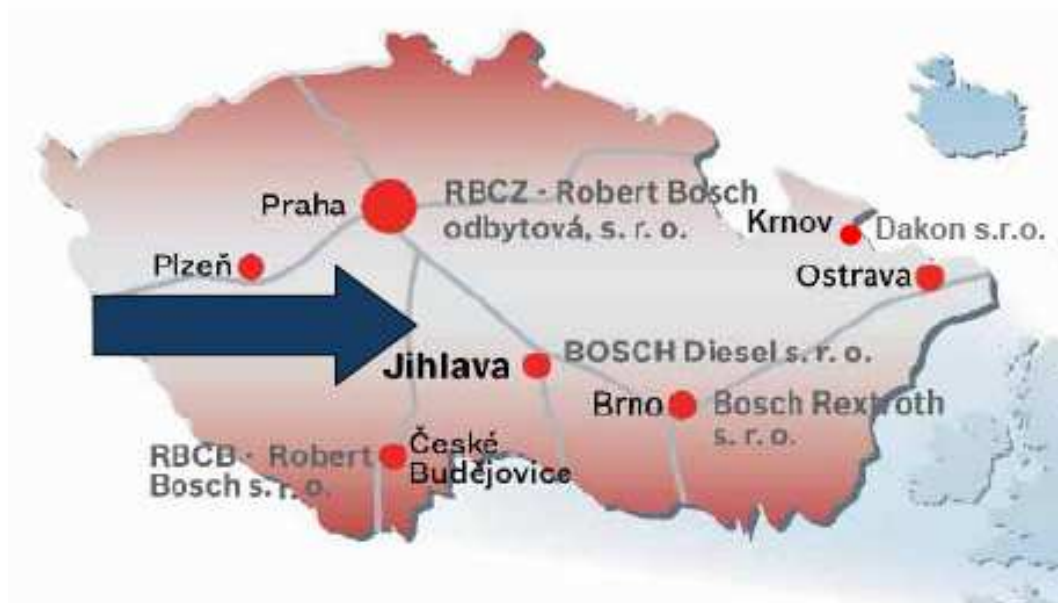 Praha
RBCZ · Robert Bosch
odbytová, s. r. o.
Krnov
Dakon s.r.o.
Plzeň
Ostrava
Jihlava
BOSCH Diesel s. r. o.
Brno
Bosch Rexroth
s. r. o.
RBCB · Robert
Bosch s. r. o.
České
Budějovice